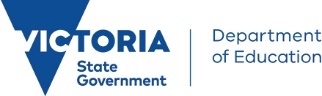 VICTORIA
State
Government
Department
of Education